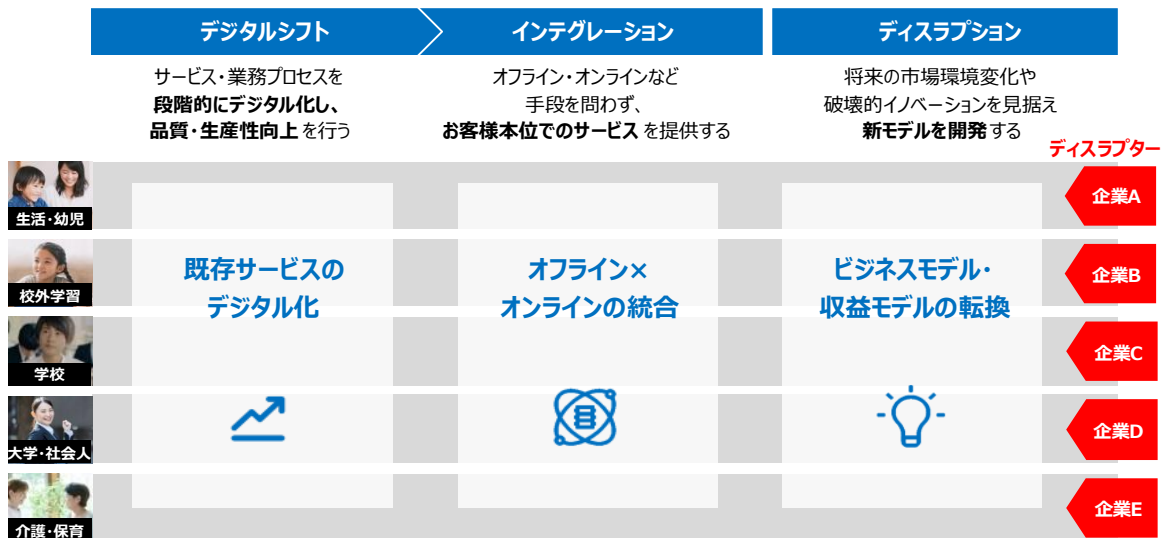 デジタルシフト
インテグレーション
ディスラプション
サービス・業務プロセスを
段階的にデジタル化し、
品質・生産性向上を行う
オフライン・オンラインなど
手段を問わず、
お客様本位でのサービスを提供する
将来の市場環境変化や
破壊的イノベーションを見据え
新モデルを開発する
ディスラプター
生活・幼児
企業A
校外学習
既存サービスの
デジタル化
オフライン×
オンラインの統合
ビジネスモデル・
収益モデルの転換
企業B
学校
企業C
大学・社会人
企業D
介護・保育
企業E